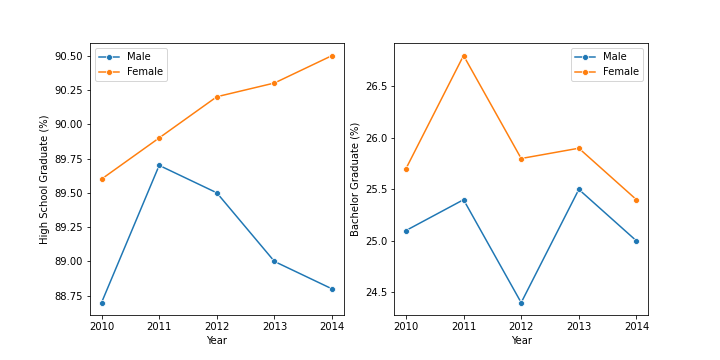 High School Graduate (%)
90.50
90.25
90.00
89.75
89.50
89.25
89.00
88.75
Male
Female
2010 2011 2012 2013 2014
Year
Bachelor Graduate (%)
26.5
26.0
25.5
25.0
24.5
Male
Female
2010 2011 2012 2013 2014
Year